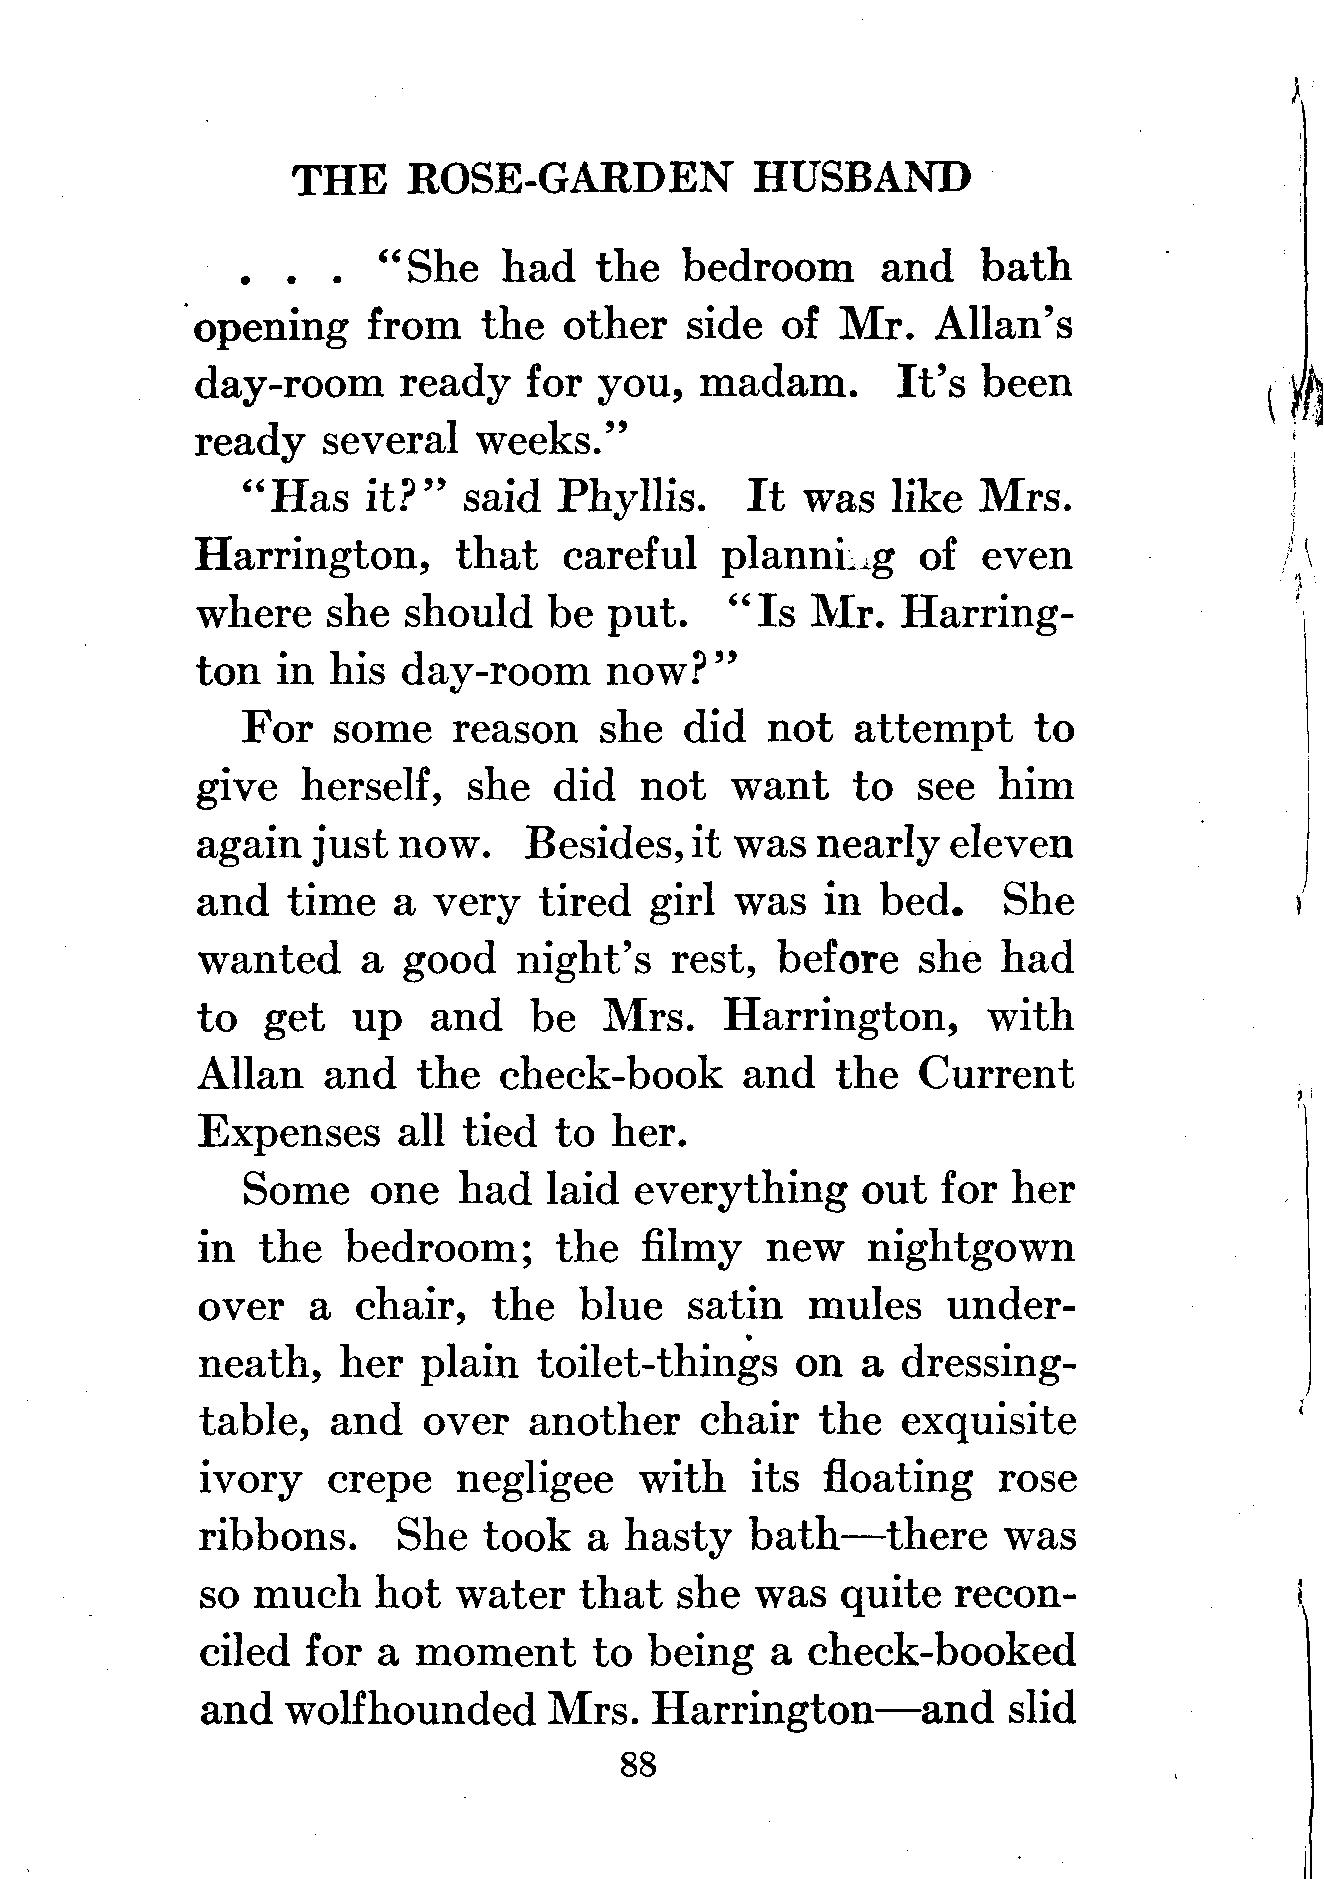 THE ROSE-GARDEN HUSBAND
. . . "She had the bedroom and bath
opening from the other side of Mr. Allan's
day-room ready for you, madam. It's been
ready several weeks."
"Has it?" said Phyllis. It was like Mrs.
Harrington, that careful planning of even
where she should be put. "Is Mr. Harring-
ton in his day-room now?"
For some reason she did not attempt to
give herself, she did not want to see him
again just now. Besides, it was nearly eleven
and time a very tired girl was in bed. She
wanted a good night's rest, before she had
to get up and be Mrs. Harrington, with
Allan and the check-book and the Current
Expenses all tied to her.
Some one had laid everything out for her
in the bedroom; the filmy new nightgown
over a chair, the blue satin mules under-
neath, her plain toilet-things on a dressing-
table, and over another chair the exquisite
ivory crepe negligee with its floating rose
ribbons. She took a hasty bath—there was
so much hot water that she was quite recon-
ciled for a moment to being a check-booked
and wolfhounded Mrs. Harrington—and slid
88